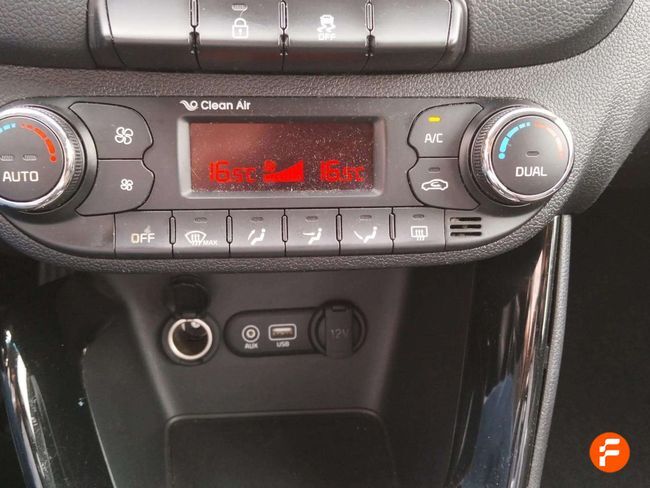 OFF
Clean Air
AUTO
16.5°C
16.5°C
A/C
DUAL
OFF
MAX
AUX
USB
12V